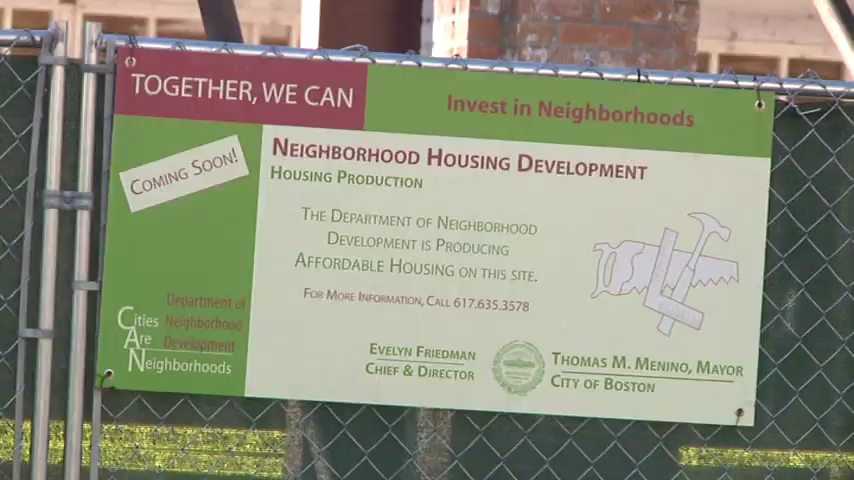 TOGETHER, WE CAN
Invest in Neighborhoods
COMING SOON!
NEIGHBORHOOD HOUSING DEVELOPMENT
HOUSING PRODUCTION
THE DEPARTMENT OF NEIGHBORHOOD
DEVELOPMENT IS PRODUCING
AFFORDABLE HOUSING ON THIS SITE.
FOR MORE INFORMATION, CALL 617.635.3578
Department of
Neighborhood
Development
Cities
Are
Neighborhoods
EVELYN FRIEDMAN
CHIEF & DIRECTOR
THOMAS M. MENINO, MAYOR
CITY OF BOSTON